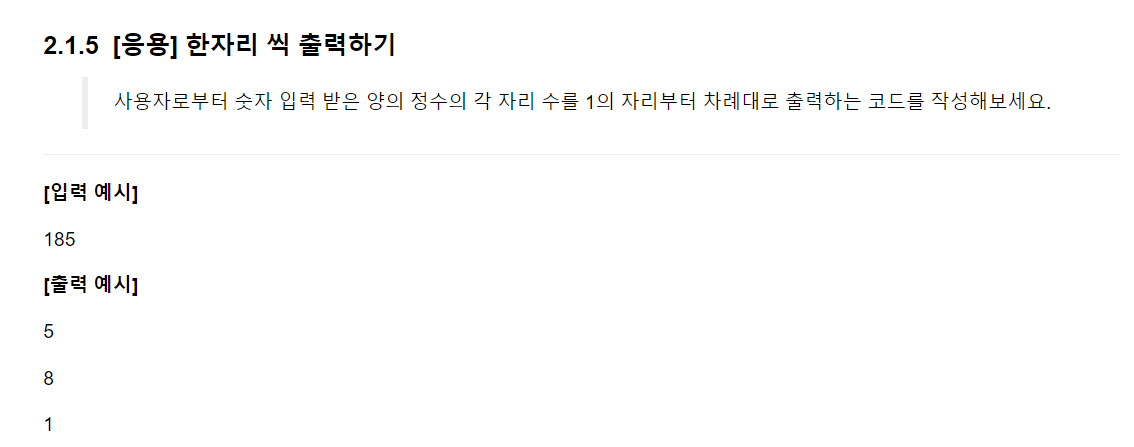 2.1.5 [응용] 한자리 씩 출력하기
사용자로부터 숫자 입력 받은 양의 정수의 각 자리 수를 1의 자리부터 차례대로 출력하는 코드를 작성해보세요.
[입력 예시]
185
[출력 예시]
5
8
1